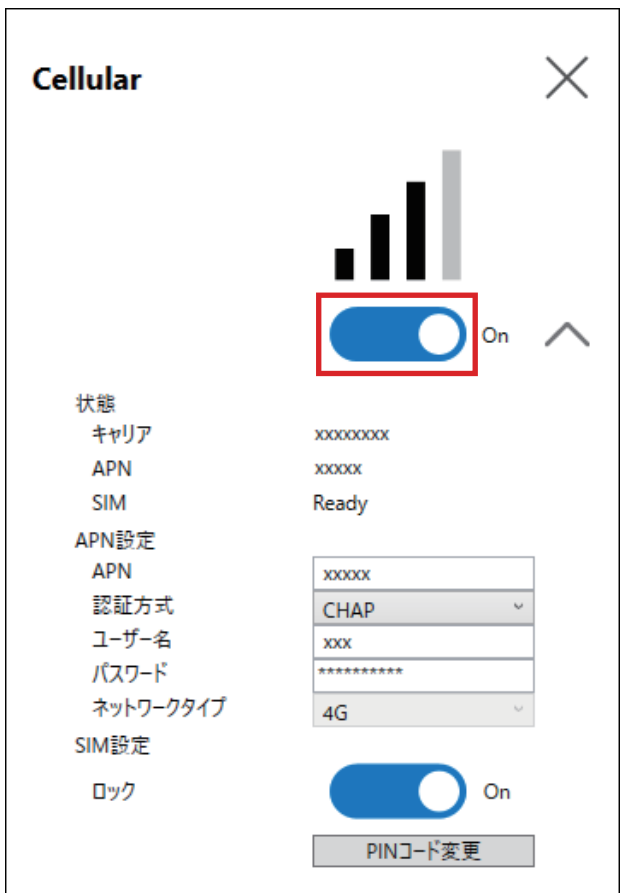 Cellular
On
状態
キャリア xxxxxxxx
APN xxxxx
SIM Ready
APN設定
APN xxxxx
認証方式 CHAP
ユーザー名 xxx
パスワード **********
ネットワークタイプ 4G
SIM設定
ロック On
PINコード変更